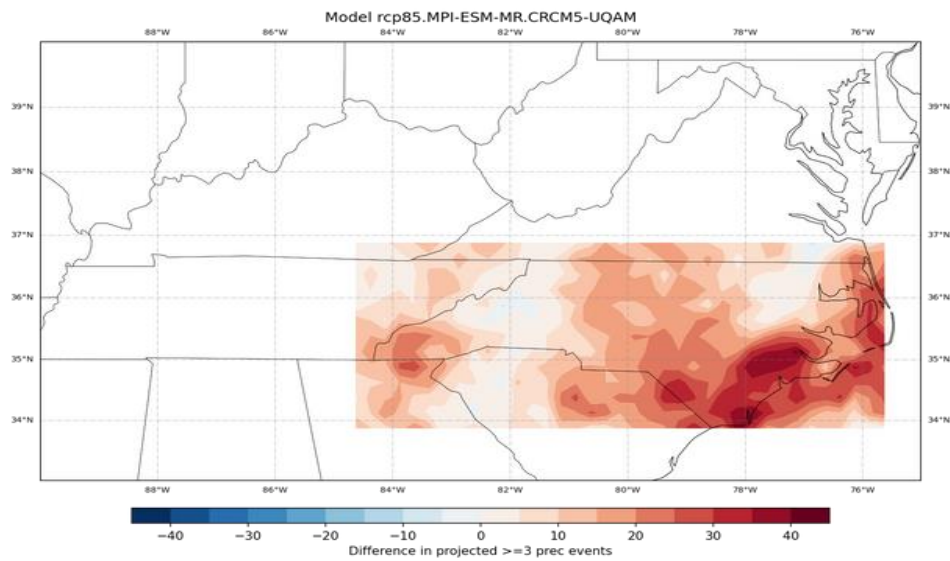 Model rcp85.MPI-ESM-MR.CRCM5-UQAM
88°W 86°W 84°W 82°W 80°W 78°W 76°W
39°N 39°N
38°N 38°N
37°N 37°N
36°N 36°N
35°N 35°N
34°N 34°N
88°W 86°W 84°W 82°W 80°W 78°W 76°W
−40 −30 −20 −10 0 10 20 30 40
Difference in projected >=3 prec events